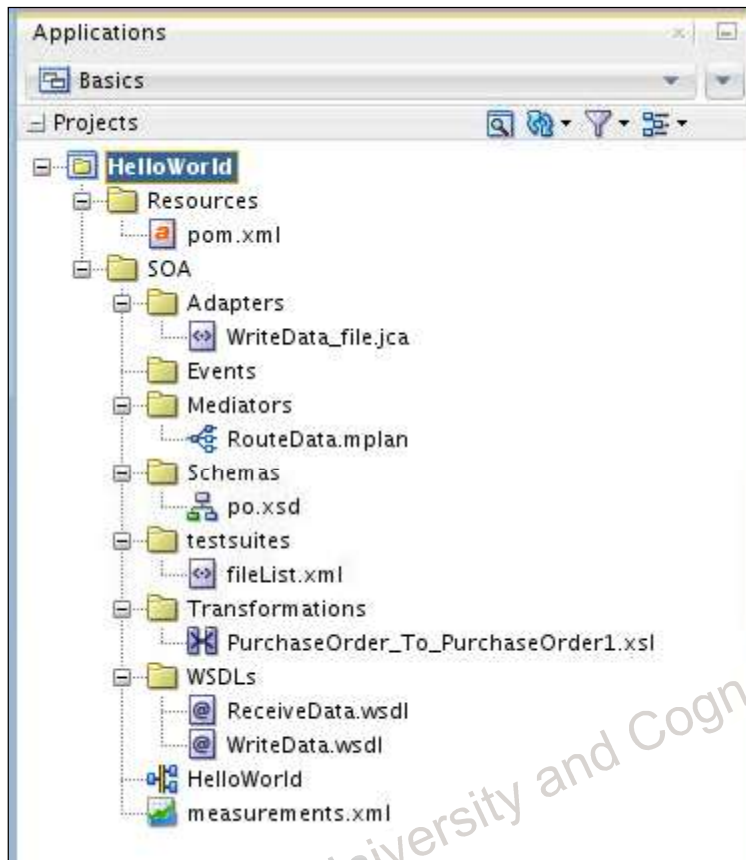 Applications
Basics
Projects
HelloWorld
Resources
pom.xml
SOA
Adapters
WriteData_file.jca
Events
Mediators
RouteData.mplan
Schemas
po.xsd
testsuites
fileList.xml
Transformations
PurchaseOrder_To_PurchaseOrder1.xsl
WSDLs
ReceiveData.wsdl
WriteData.wsdl
HelloWorld
measurements.xml
and